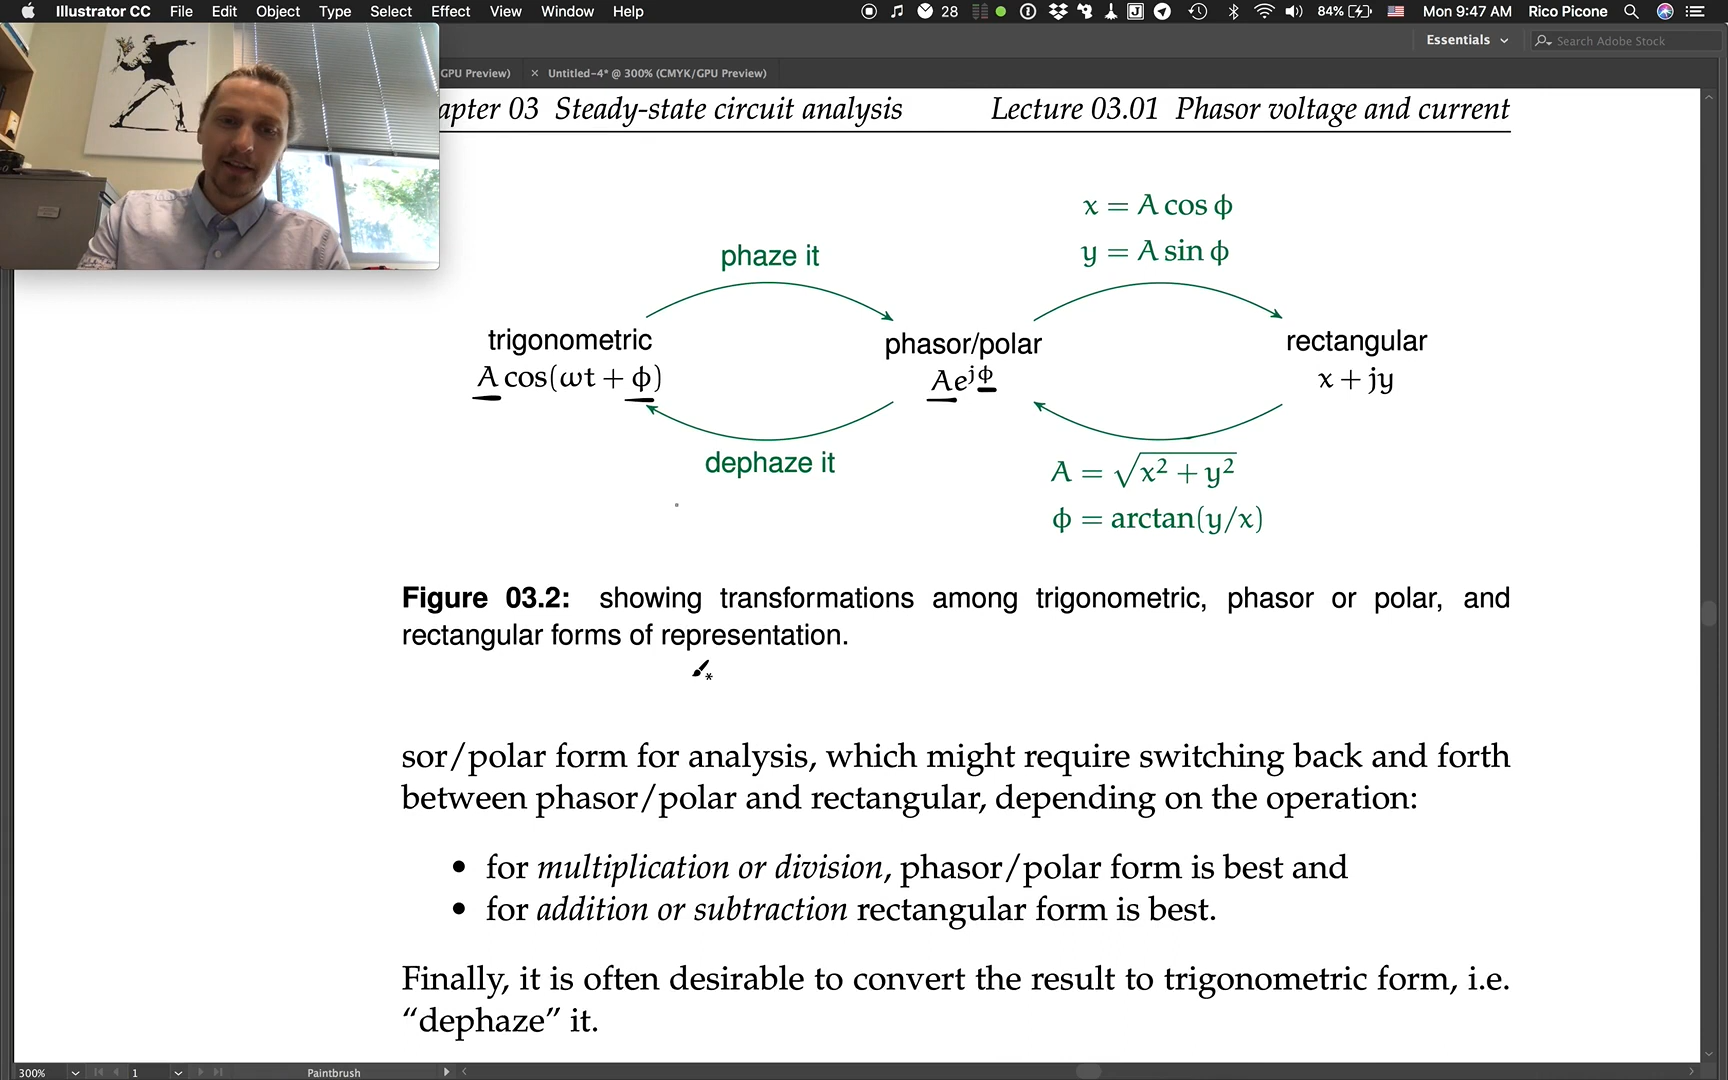 Illustrator CC File Edit Object Type Select Effect View Window Help 28 84% Mon 9:47 AM Rico Picone
Essentials Search Adobe Stock
GPU Preview) × Untitled-4* @ 300% (CMYK/GPU Preview)
apter 03 Steady-state circuit analysis Lecture 03.01 Phasor voltage and current
x = A cos ϕ
y = A sin ϕ
phaze it
trigonometric phasor/polar rectangular
A cos(ωt + ϕ) Ae^{jϕ} x + jy
dephaze it
A = √(x² + y²)
ϕ = arctan(y/x)
Figure 03.2: showing transformations among trigonometric, phasor or polar, and
rectangular forms of representation.
sor/polar form for analysis, which might require switching back and forth
between phasor/polar and rectangular, depending on the operation:
• for multiplication or division, phasor/polar form is best and
• for addition or subtraction rectangular form is best.
Finally, it is often desirable to convert the result to trigonometric form, i.e.
“dephaze” it.
300% 1 Paintbrush